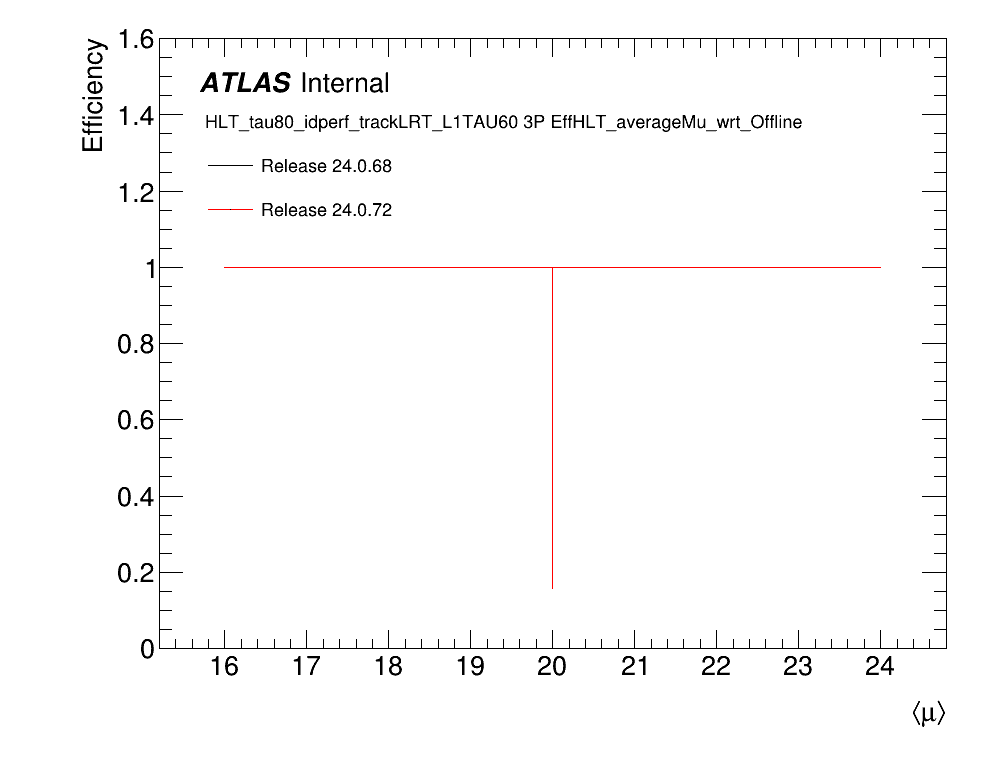 Efficiency
1.6
1.4
1.2
1
0.8
0.6
0.4
0.2
0
ATLAS Internal
HLT_tau80_idperf_trackLRT_L1TAU60 3P EffHLT_averageMu_wrt_Offline
Release 24.0.68
Release 24.0.72
16 17 18 19 20 21 22 23 24
⟨μ⟩